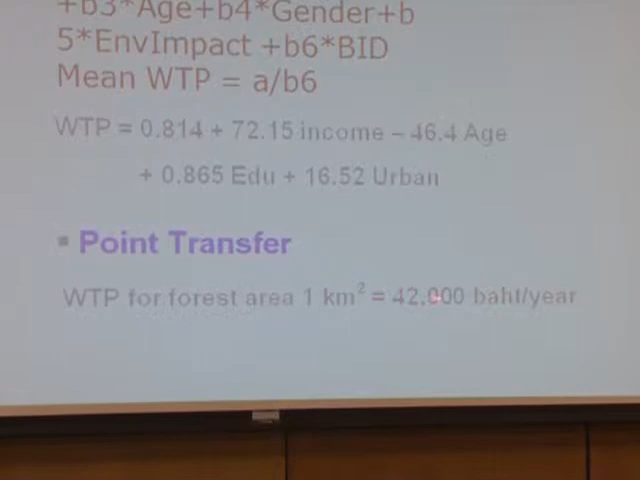 +b3*Age+b4*Gender+b
5*EnvImpact +b6*BID
Mean WTP = a/b6
WTP = 0.814 + 72.15 income – 46.4 Age
+ 0.865 Edu + 16.52 Urban
▪ Point Transfer
WTP for forest area 1 km² = 42,000 baht/year